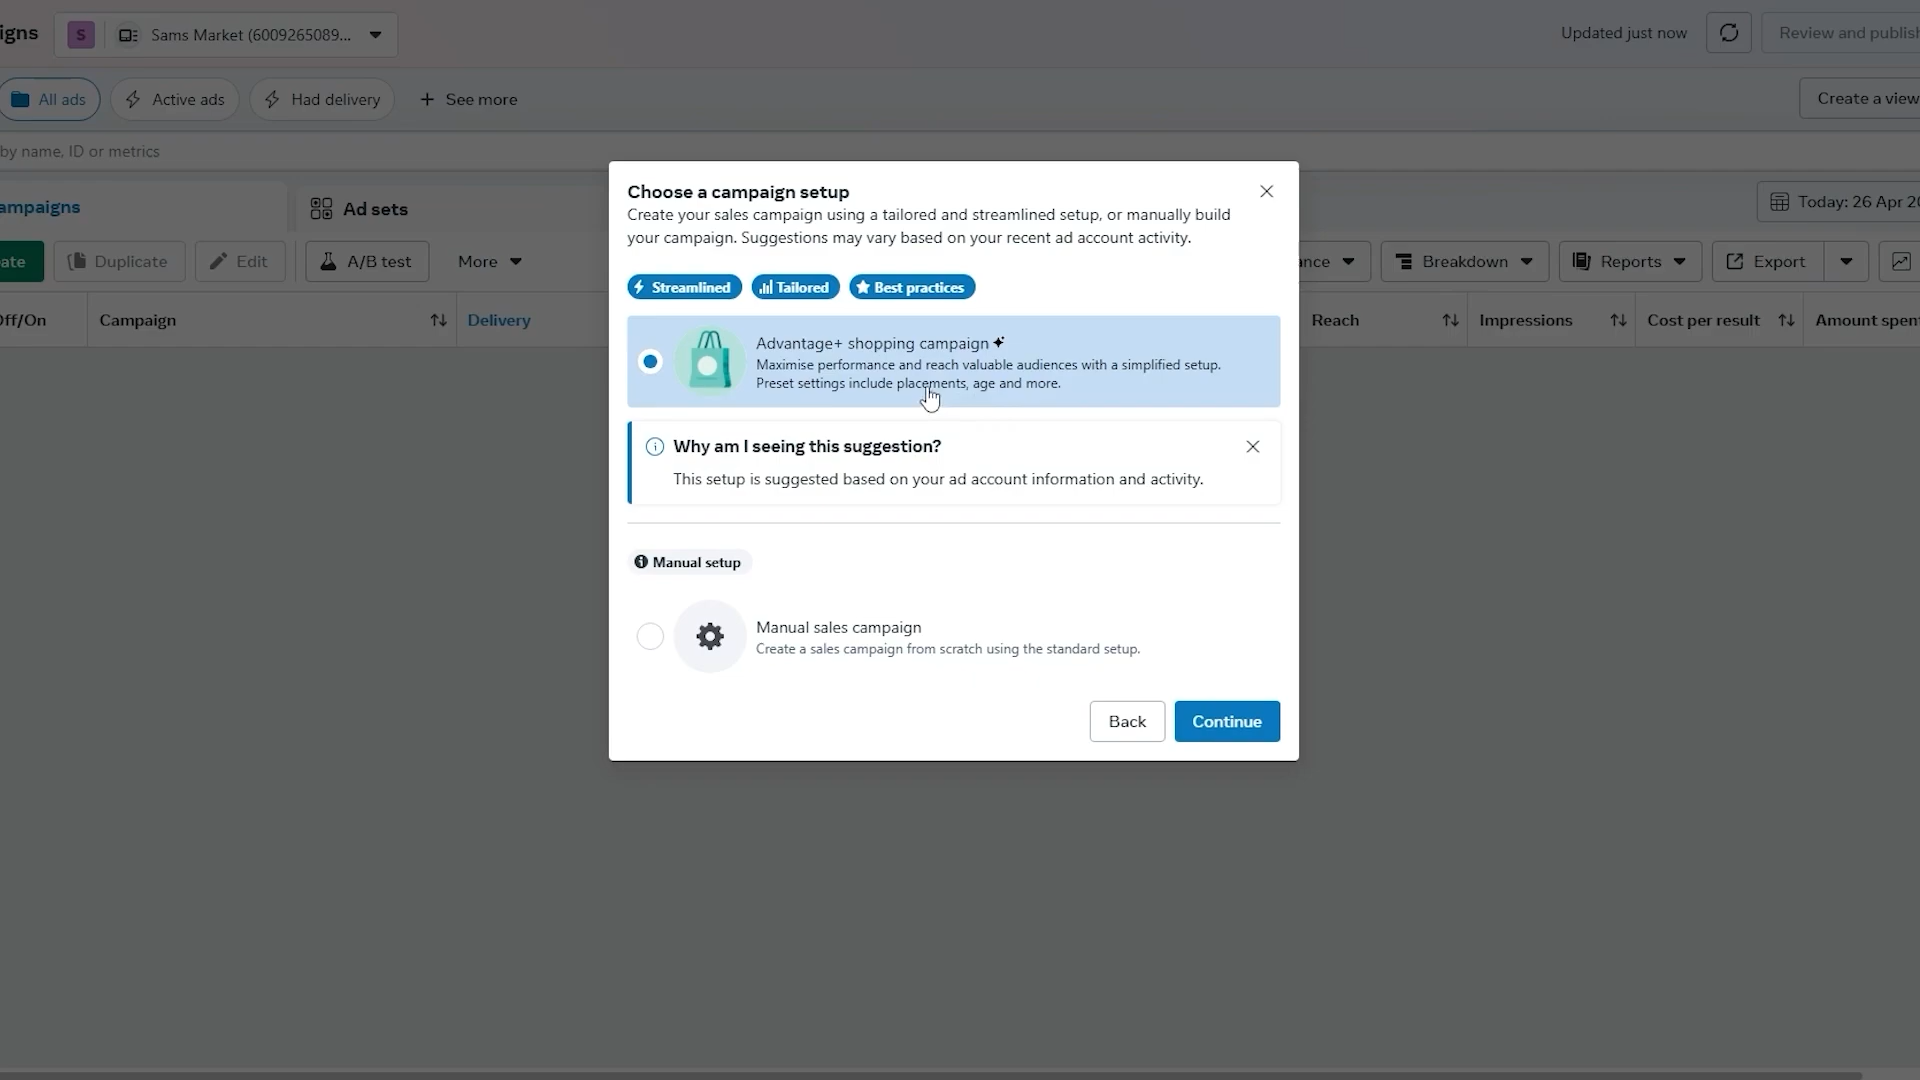 igns
S
Sams Market (6009265089...
Updated just now
Review and publish
All ads
Active ads
Had delivery
+ See more
Create a view
by name, ID or metrics
ampaigns
Ad sets
Today: 26 Apr 20
ate
Duplicate
Edit
A/B test
More
nce
Breakdown
Reports
Export
Off/On
Campaign
Delivery
Reach
Impressions
Cost per result
Amount spent
Choose a campaign setup
Create your sales campaign using a tailored and streamlined setup, or manually build
your campaign. Suggestions may vary based on your recent ad account activity.
Streamlined
Tailored
Best practices
Advantage+ shopping campaign
Maximise performance and reach valuable audiences with a simplified setup.
Preset settings include placements, age and more.
Why am I seeing this suggestion?
This setup is suggested based on your ad account information and activity.
Manual setup
Manual sales campaign
Create a sales campaign from scratch using the standard setup.
Back
Continue